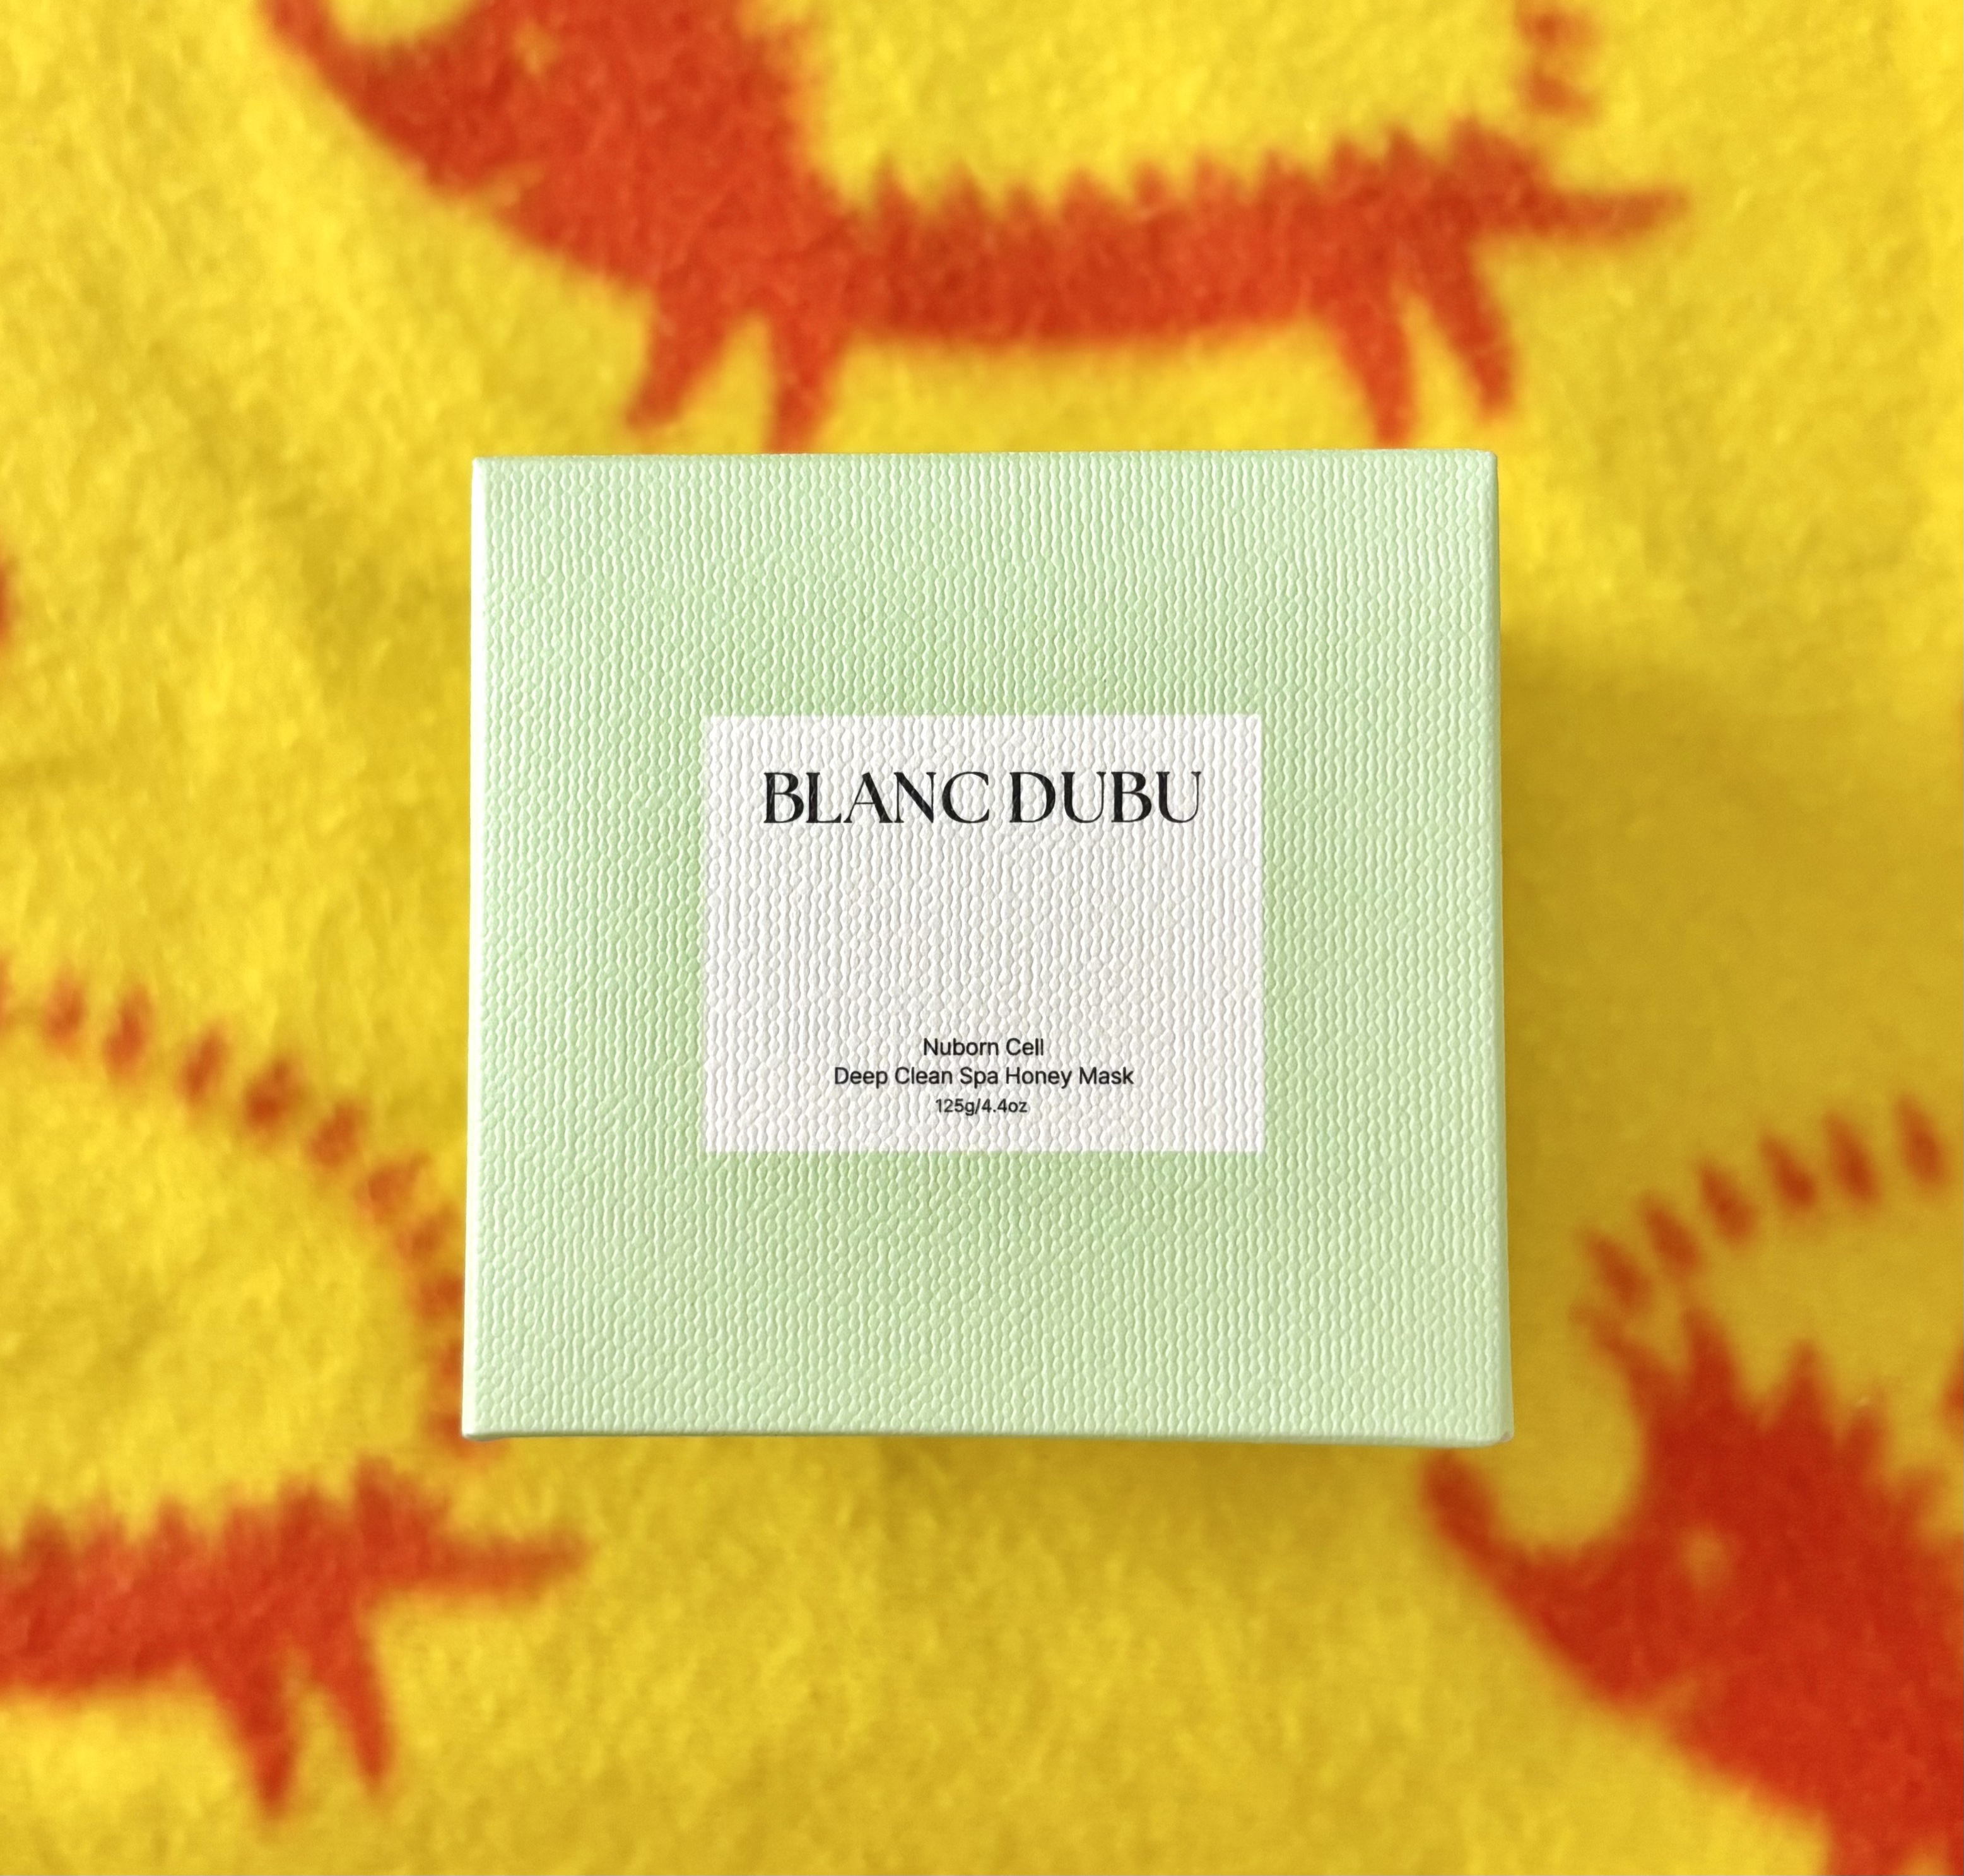 BLANC DUBU
Nuborn Cell
Deep Clean Spa Honey Mask
125g/4.4oz